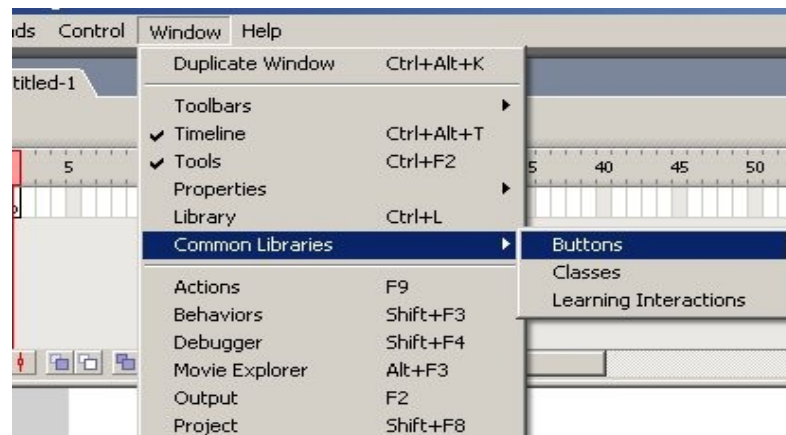 Control Window Help
titled-1
Duplicate Window Ctrl+Alt+K
Toolbars
Timeline Ctrl+Alt+T
Tools Ctrl+F2
Properties
Library Ctrl+L
Common Libraries
Actions F9
Behaviors Shift+F3
Debugger Shift+F4
Movie Explorer Alt+F3
Output F2
Project Shift+F8
5 5 40 45 50
Buttons
Classes
Learning Interactions